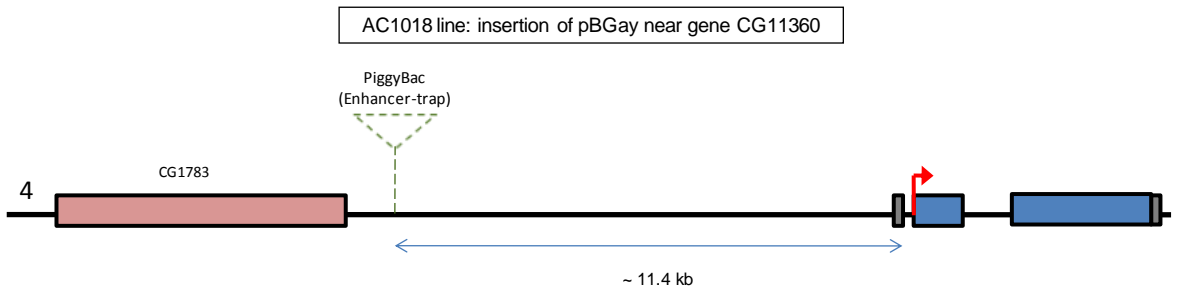 AC1018 line: insertion of pBGay near gene CG11360
PiggyBac
(Enhancer-trap)
CG1783
4
~ 11.4 kb